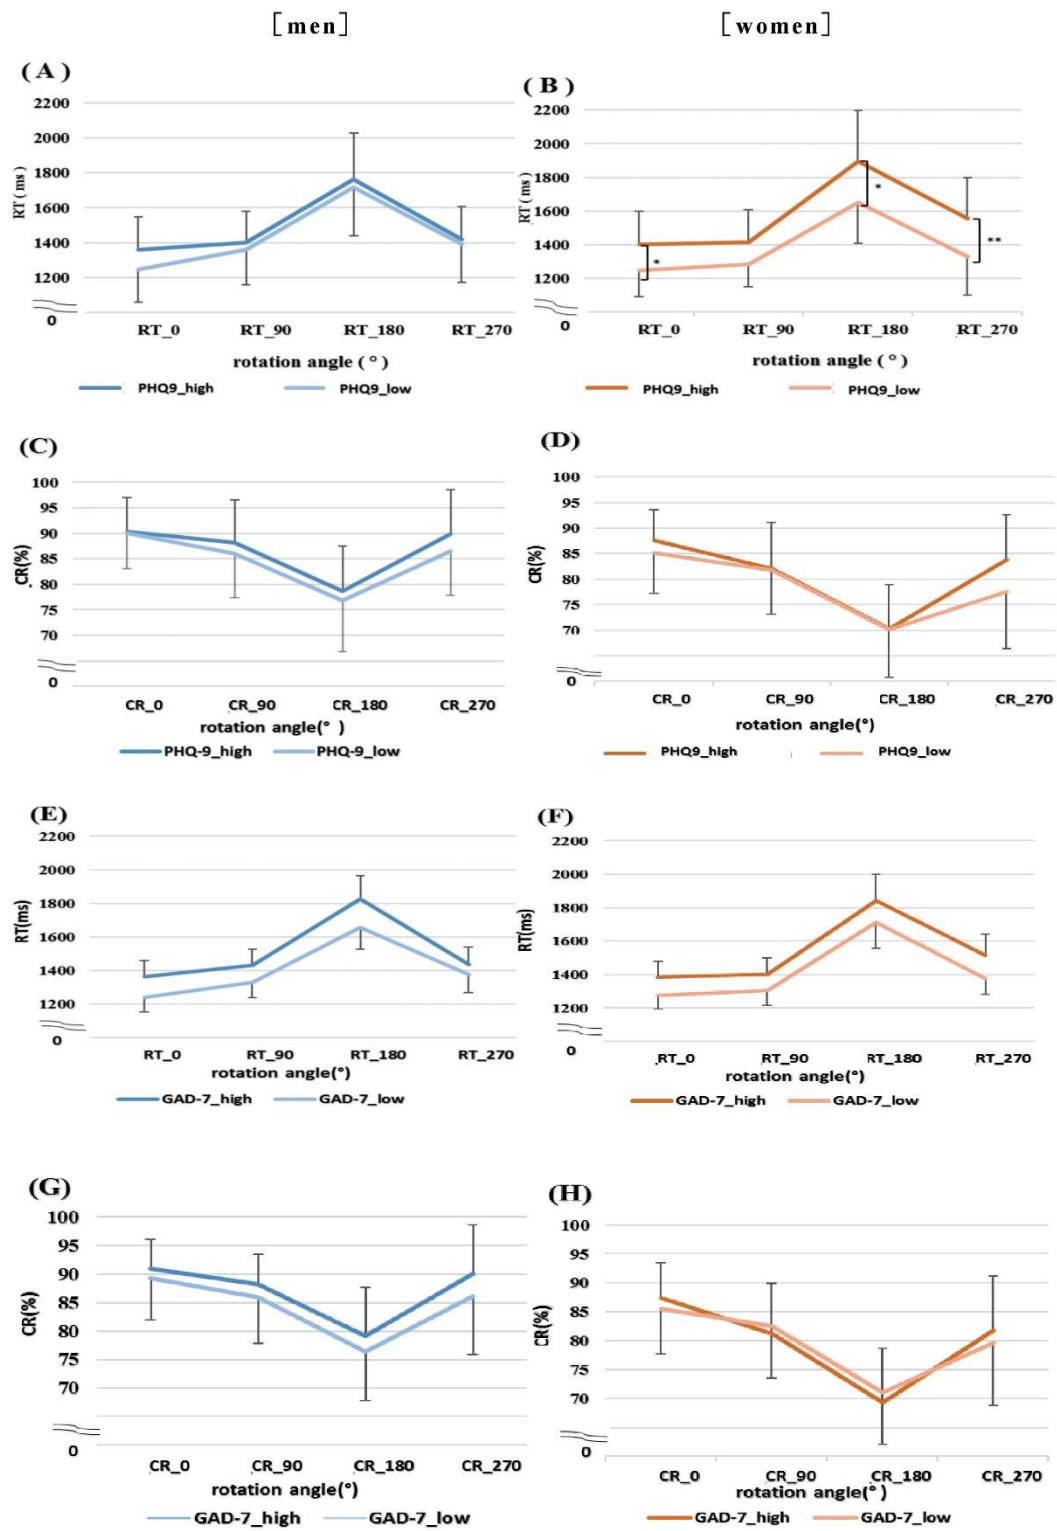 [men]
[women]
(A)
2200
2000
1800
1600
1400
1200
0
RT(ms)
RT_0 RT_90 RT_180 RT_270
rotation angle(°)
PHQ9_high PHQ9_low
(B)
2200
2000
1800
1600
1400
1200
0
RT(ms)
*
*
**
RT_0 RT_90 RT_180 RT_270
rotation angle(°)
PHQ9_high PHQ9_low
(C)
100
95
90
85
80
75
70
0
CR(%)
CR_0 CR_90 CR_180 CR_270
rotation angle(°)
PHQ-9_high PHQ-9_low
(D)
100
95
90
85
80
75
70
0
CR(%)
CR_0 CR_90 CR_180 CR_270
rotation angle(°)
PHQ9_high PHQ9_low
(E)
2200
2000
1800
1600
1400
1200
0
RT(ms)
RT_0 RT_90 RT_180 RT_270
rotation angle(°)
GAD-7_high GAD-7_low
(F)
2200
2000
1800
1600
1400
1200
0
RT(ms)
RT_0 RT_90 RT_180 RT_270
rotation angle(°)
GAD-7_high GAD-7_low
(G)
100
95
90
85
80
75
70
0
CR(%)
CR_0 CR_90 CR_180 CR_270
rotation angle(°)
GAD-7_high GAD-7_low
(H)
100
95
90
85
80
75
70
0
CR(%)
CR_0 CR_90 CR_180 CR_270
rotation angle(°)
GAD-7_high GAD-7_low